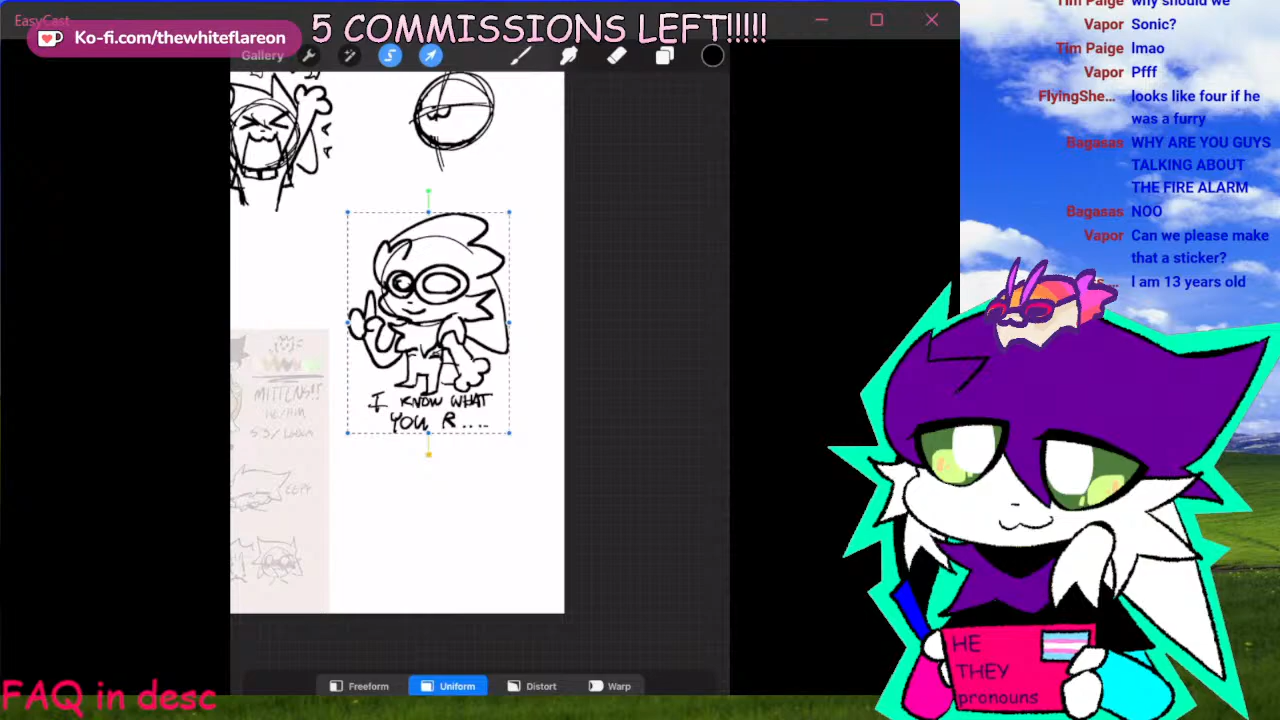 EasyCast
Ko-fi.com/thewhiteflareon
5 COMMISSIONS LEFT!!!!!
Gallery
MITTENS!!
HE/HIM
I KNOW WHAT
YOU R....
Freeform
Uniform
Distort
Warp
FAQ in desc
Tim Paige why should we
Vapor Sonic?
Tim Paige lmao
Vapor Pfff
FlyingShe... looks like four if he
was a furry
Bagasas WHY ARE YOU GUYS
TALKING ABOUT
THE FIRE ALARM
Bagasas NOO
Vapor Can we please make
that a sticker?
I am 13 years old
HE
THEY
pronouns